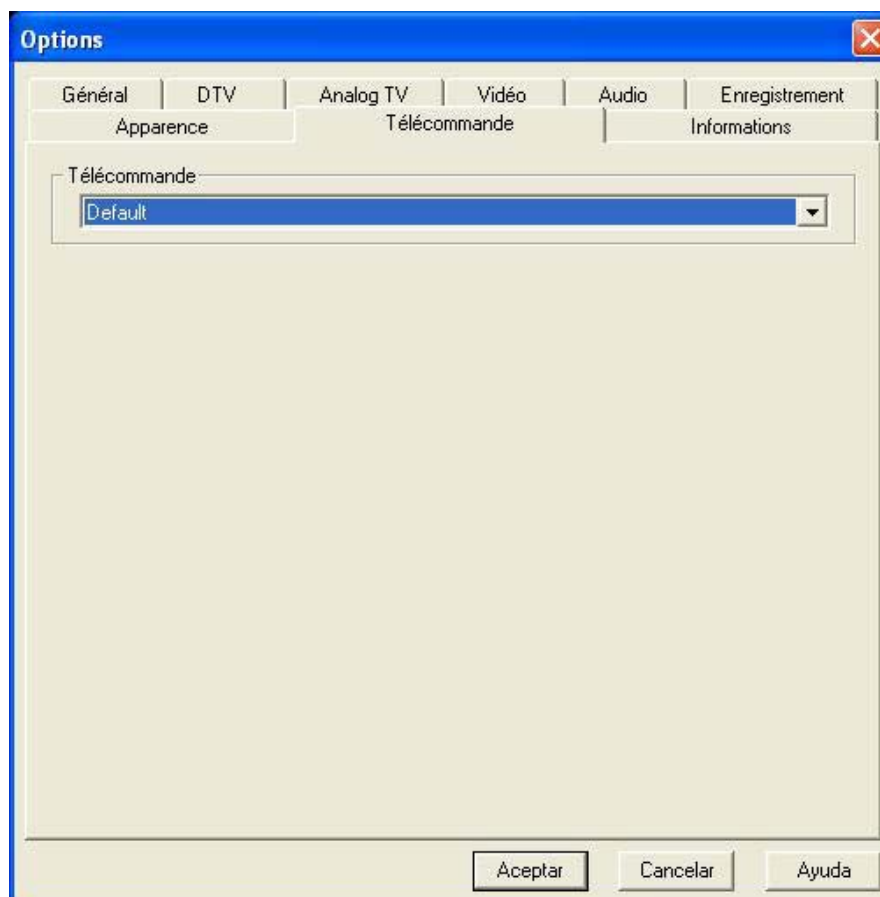 Options
Général DTV Analog TV Vidéo Audio Enregistrement
Apparence Télécommande Informations
Télécommande
Default
Aceptar Cancelar Ayuda